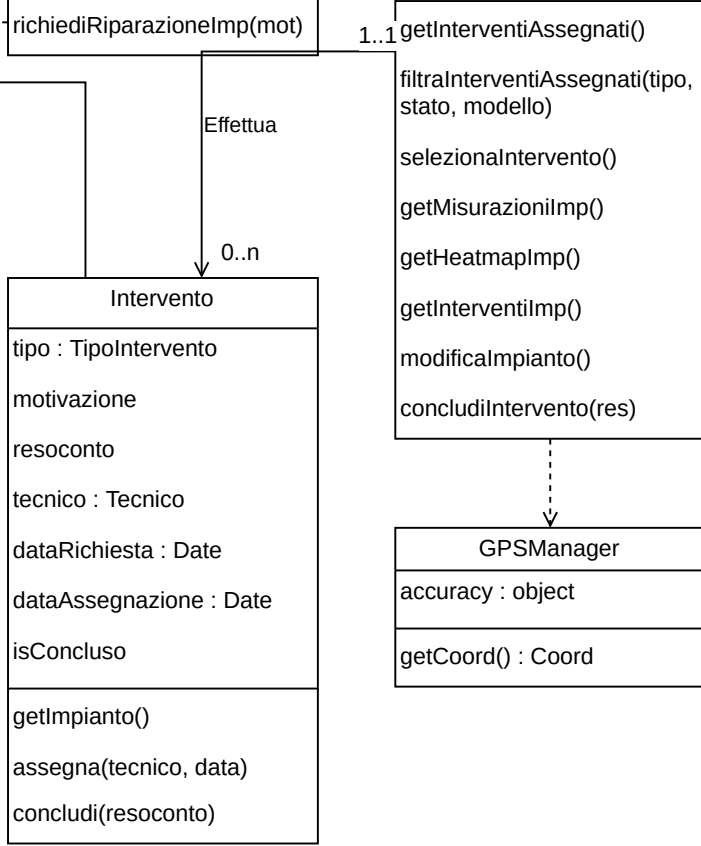 richiediRiparazioneImp(mot)
1..1
Effettua
0..n
Intervento
tipo : TipoIntervento
motivazione
resoconto
tecnico : Tecnico
dataRichiesta : Date
dataAssegnazione : Date
isConcluso
getImpianto()
assegna(tecnico, data)
concludi(resoconto)
getInterventiAssegnati()
filtraInterventiAssegnati(tipo,
stato, modello)
selezionaIntervento()
getMisurazioniImp()
getHeatmapImp()
getInterventiImp()
modificaImpianto()
concludiIntervento(res)
GPSManager
accuracy : object
getCoord() : Coord